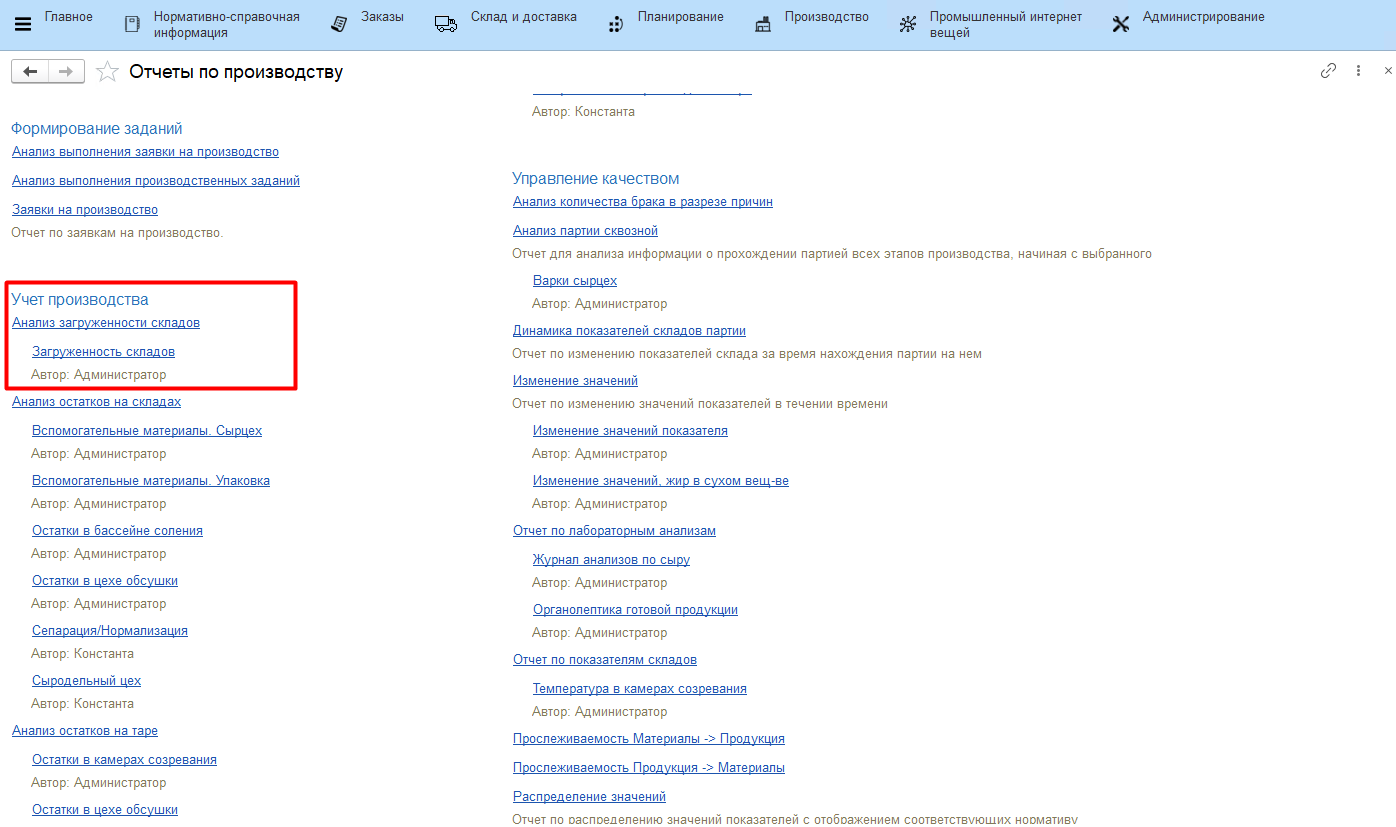 Главное
Нормативно-справочная
информация
Заказы
Склад и доставка
Планирование
Производство
Промышленный интернет
вещей
Администрирование
Отчеты по производству
Формирование заданий
Анализ выполнения заявки на производство
Анализ выполнения производственных заданий
Заявки на производство
Отчет по заявкам на производство.
Учет производства
Анализ загруженности складов
Загруженность складов
Автор: Администратор
Анализ остатков на складах
Вспомогательные материалы. Сырцех
Автор: Администратор
Вспомогательные материалы. Упаковка
Автор: Администратор
Остатки в бассейне соления
Автор: Администратор
Остатки в цехе обсушки
Автор: Администратор
Сепарация/Нормализация
Автор: Константа
Сыродельный цех
Автор: Константа
Анализ остатков на таре
Остатки в камерах созревания
Автор: Администратор
Остатки в цехе обсушки
Автор: Константа
Управление качеством
Анализ количества брака в разрезе причин
Анализ партии сквозной
Отчет для анализа информации о прохождении партией всех этапов производства, начиная с выбранного
Варки сырцех
Автор: Администратор
Динамика показателей складов партии
Отчет по изменению показателей склада за время нахождения партии на нем
Изменение значений
Отчет по изменению значений показателей в течении времени
Изменение значений показателя
Автор: Администратор
Изменение значений, жир в сухом вещ-ве
Автор: Администратор
Отчет по лабораторным анализам
Журнал анализов по сыру
Автор: Администратор
Органолептика готовой продукции
Автор: Администратор
Отчет по показателям складов
Температура в камерах созревания
Автор: Администратор
Прослеживаемость Материалы -> Продукция
Прослеживаемость Продукция -> Материалы
Распределение значений
Отчет по распределению значений показателей с отображением соответствующих нормативу